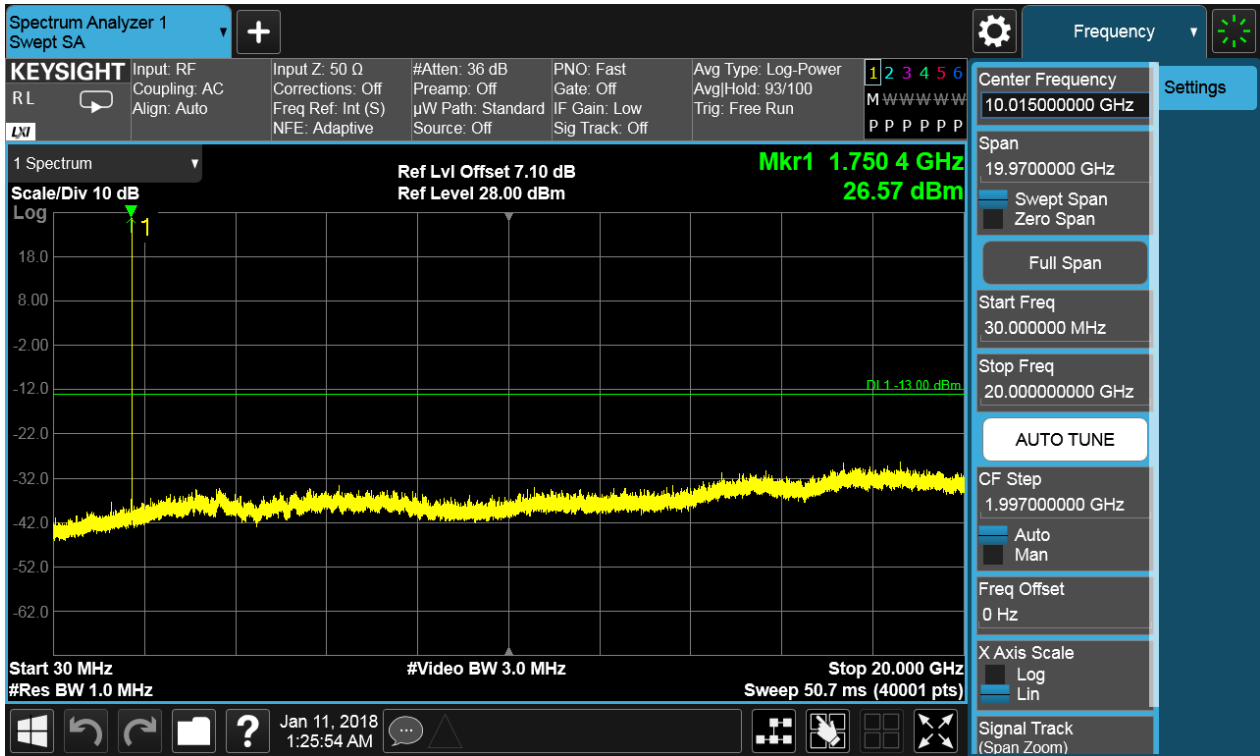 Spectrum Analyzer 1
Swept SA
Frequency
KEYSIGHT
RL
LXI
Input: RF
Coupling: AC
Align: Auto
Input Z: 50 Ω
Corrections: Off
Freq Ref: Int (S)
NFE: Adaptive
#Atten: 36 dB
Preamp: Off
µW Path: Standard
Source: Off
PNO: Fast
Gate: Off
IF Gain: Low
Sig Track: Off
Avg Type: Log-Power
Avg|Hold: 93/100
Trig: Free Run
1 2 3 4 5 6
M W W W W W
P P P P P P
1 Spectrum
Scale/Div 10 dB
Ref Lvl Offset 7.10 dB
Ref Level 28.00 dBm
Mkr1 1.750 4 GHz
26.57 dBm
Log
1
18.0
8.00
-2.00
-12.0
DL1 -13.00 dBm
-22.0
-32.0
-42.0
-52.0
-62.0
Start 30 MHz
#Video BW 3.0 MHz
Stop 20.000 GHz
#Res BW 1.0 MHz
Sweep 50.7 ms (40001 pts)
Center Frequency
10.015000000 GHz
Settings
Span
19.9700000 GHz
Swept Span
Zero Span
Full Span
Start Freq
30.000000 MHz
Stop Freq
20.000000000 GHz
AUTO TUNE
CF Step
1.997000000 GHz
Auto
Man
Freq Offset
0 Hz
X Axis Scale
Log
Lin
Signal Track
(Span Zoom)
?
Jan 11, 2018
1:25:54 AM